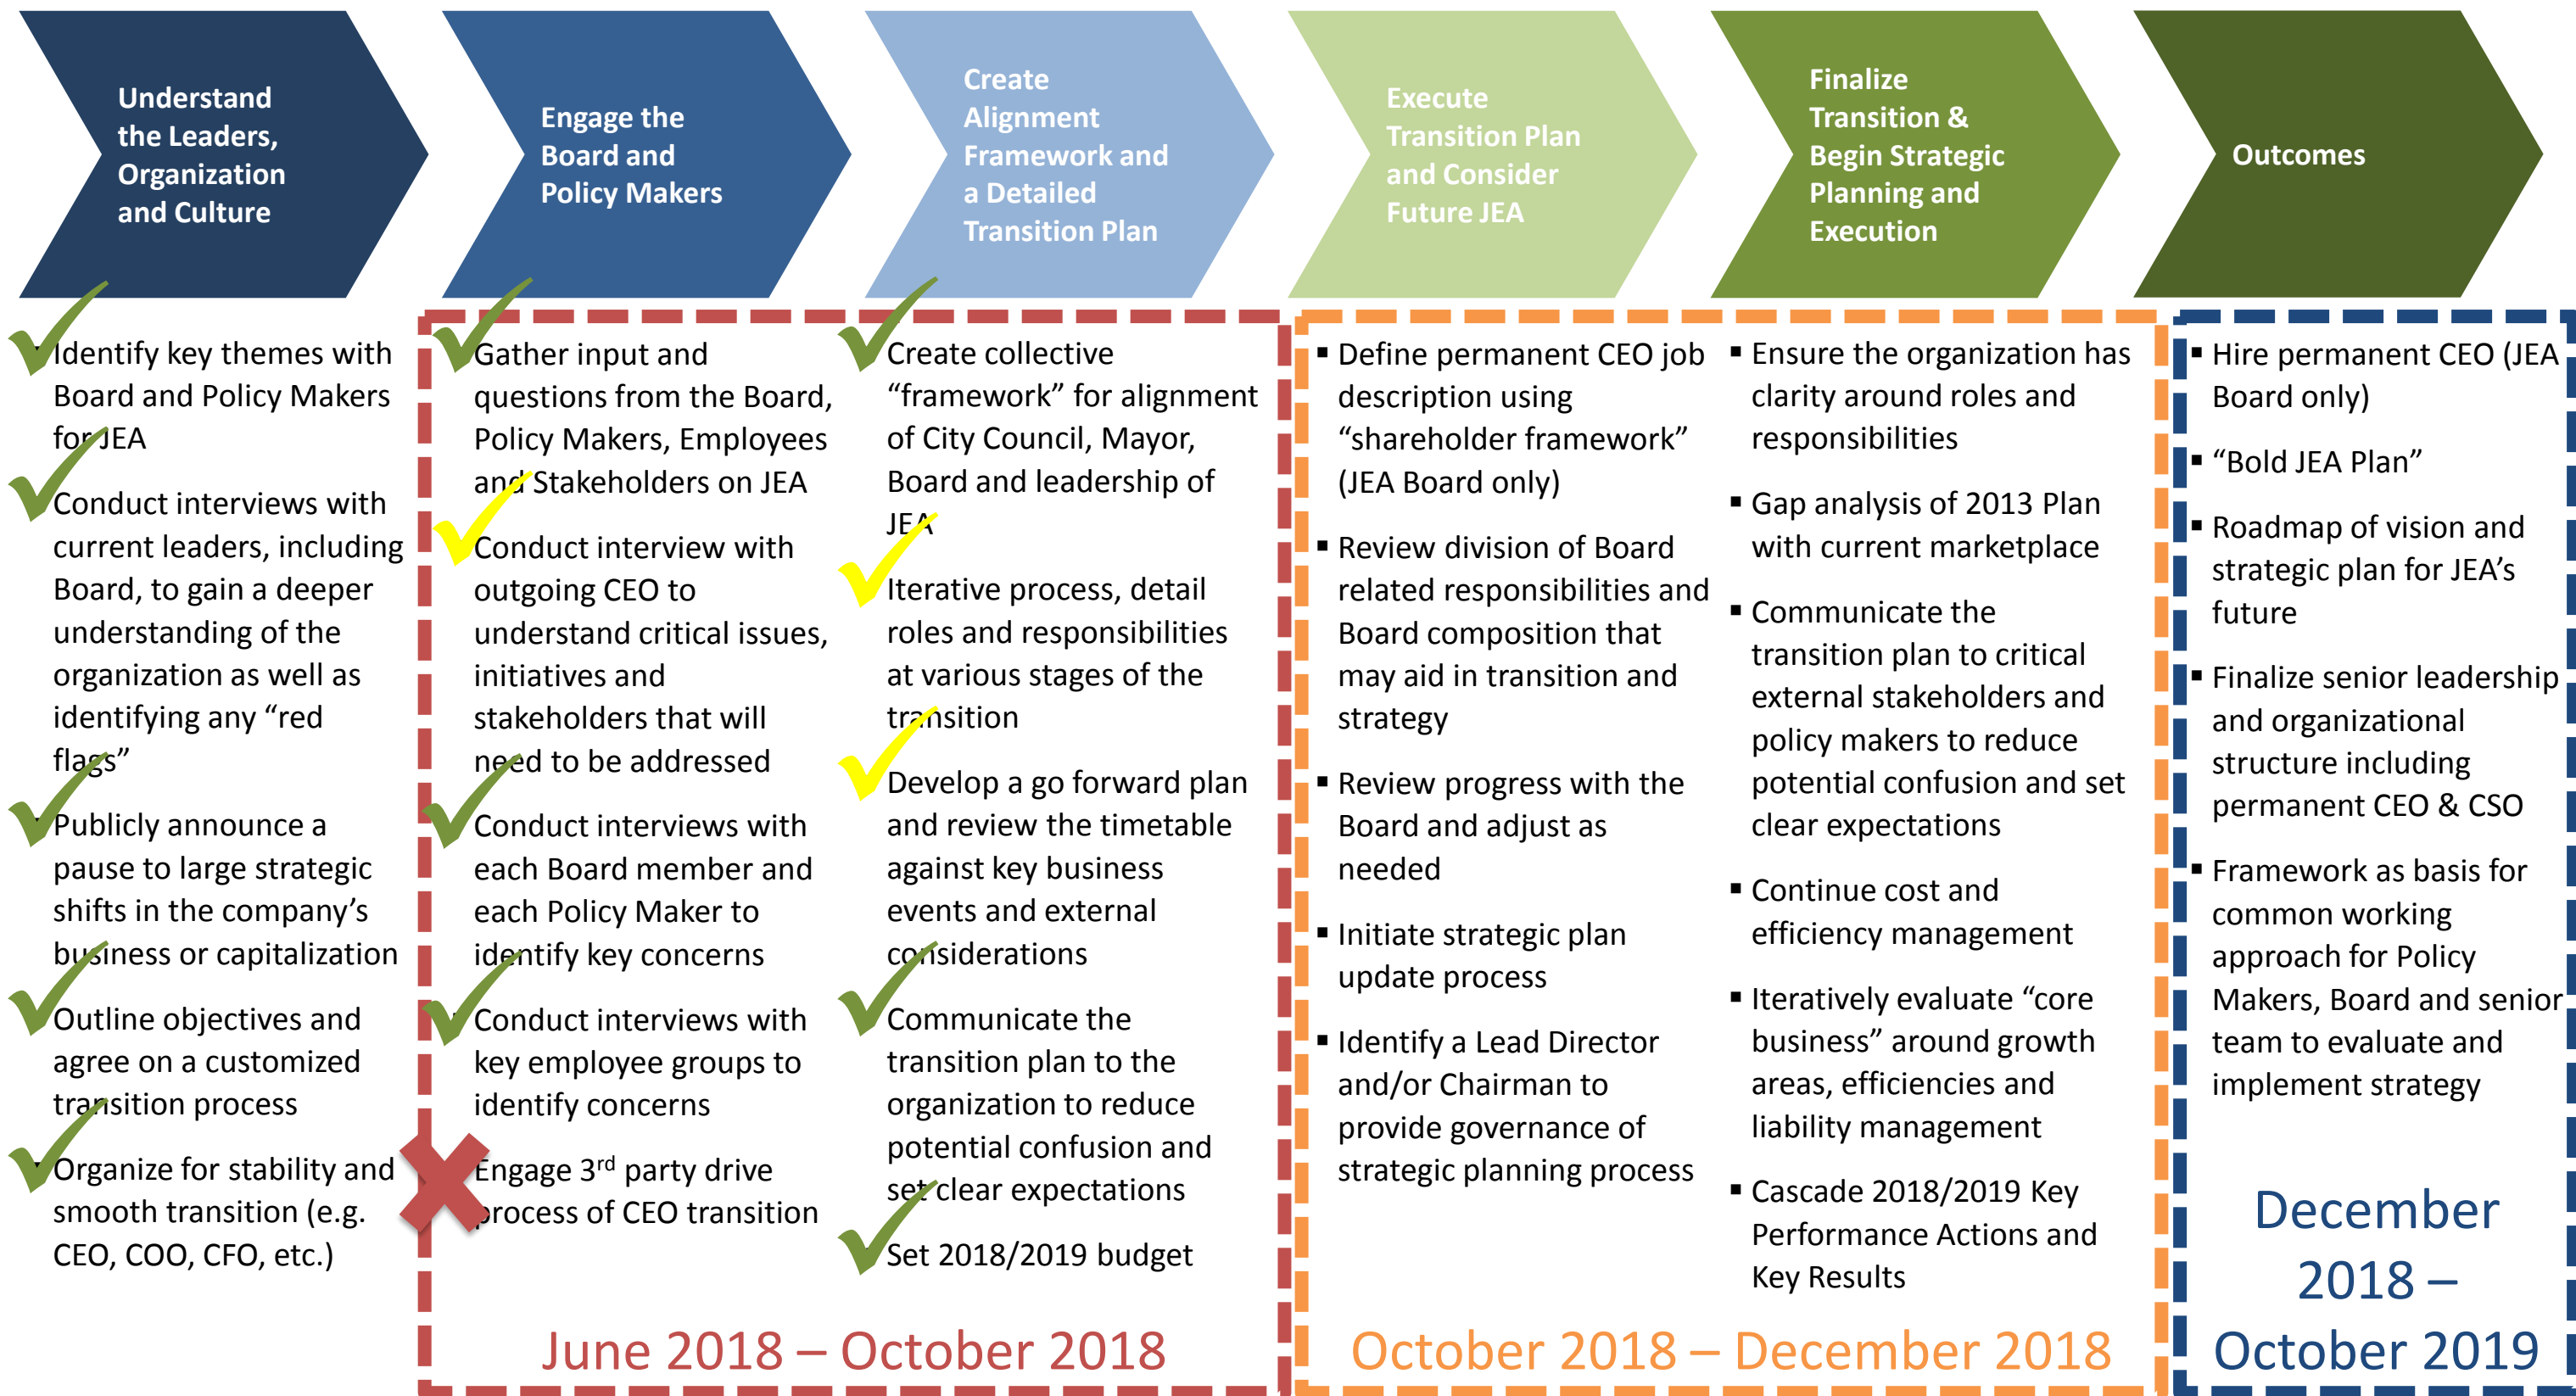 Understand
the Leaders,
Organization
and Culture
Engage the
Board and
Policy Makers
Create
Alignment
Framework and
a Detailed
Transition Plan
Execute
Transition Plan
and Consider
Future JEA
Finalize
Transition &
Begin Strategic
Planning and
Execution
Outcomes
Identify key themes with
Board and Policy Makers
for JEA
Conduct interviews with
current leaders, including
Board, to gain a deeper
understanding of the
organization as well as
identifying any “red
flags”
Publicly announce a
pause to large strategic
shifts in the company’s
business or capitalization
Outline objectives and
agree on a customized
transition process
Organize for stability and
smooth transition (e.g.
CEO, COO, CFO, etc.)
Gather input and
questions from the Board,
Policy Makers, Employees
and Stakeholders on JEA
Conduct interview with
outgoing CEO to
understand critical issues,
initiatives and
stakeholders that will
need to be addressed
Conduct interviews with
each Board member and
each Policy Maker to
identify key concerns
Conduct interviews with
key employee groups to
identify concerns
Engage 3rd party drive
process of CEO transition
Create collective
“framework” for alignment
of City Council, Mayor,
Board and leadership of
JEA
Iterative process, detail
roles and responsibilities
at various stages of the
transition
Develop a go forward plan
and review the timetable
against key business
events and external
considerations
Communicate the
transition plan to the
organization to reduce
potential confusion and
set clear expectations
Set 2018/2019 budget
June 2018 – October 2018
▪ Define permanent CEO job
description using
“shareholder framework”
(JEA Board only)
▪ Review division of Board
related responsibilities and
Board composition that
may aid in transition and
strategy
▪ Review progress with the
Board and adjust as
needed
▪ Initiate strategic plan
update process
▪ Identify a Lead Director
and/or Chairman to
provide governance of
strategic planning process
▪ Ensure the organization has
clarity around roles and
responsibilities
▪ Gap analysis of 2013 Plan
with current marketplace
▪ Communicate the
transition plan to critical
external stakeholders and
policy makers to reduce
potential confusion and set
clear expectations
▪ Continue cost and
efficiency management
▪ Iteratively evaluate “core
business” around growth
areas, efficiencies and
liability management
▪ Cascade 2018/2019 Key
Performance Actions and
Key Results
October 2018 – December 2018
▪ Hire permanent CEO (JEA
Board only)
▪ “Bold JEA Plan”
▪ Roadmap of vision and
strategic plan for JEA’s
future
▪ Finalize senior leadership
and organizational
structure including
permanent CEO & CSO
▪ Framework as basis for
common working
approach for Policy
Makers, Board and senior
team to evaluate and
implement strategy
December
2018 –
October 2019